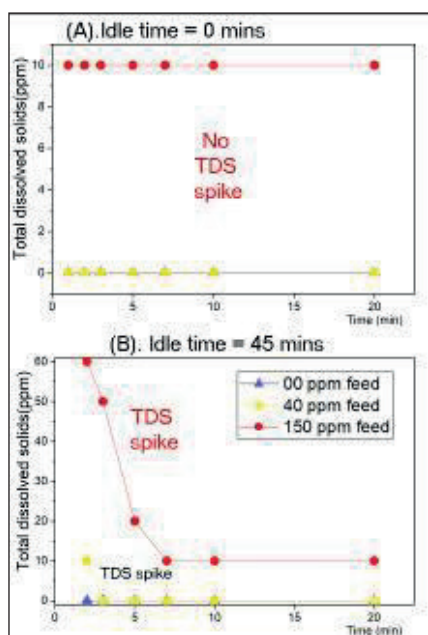 (A).Idle time = 0 mins
Total dissolved solids(ppm)
10
8
6
4
2
0
No
TDS
spike
5
10
15
20
Time (min)
(B). Idle time = 45 mins
Total dissolved solids(ppm)
60
50
40
30
20
10
0
TDS
spike
00 ppm feed
40 ppm feed
150 ppm feed
TDS spike
5
10
15
20
Time (min)